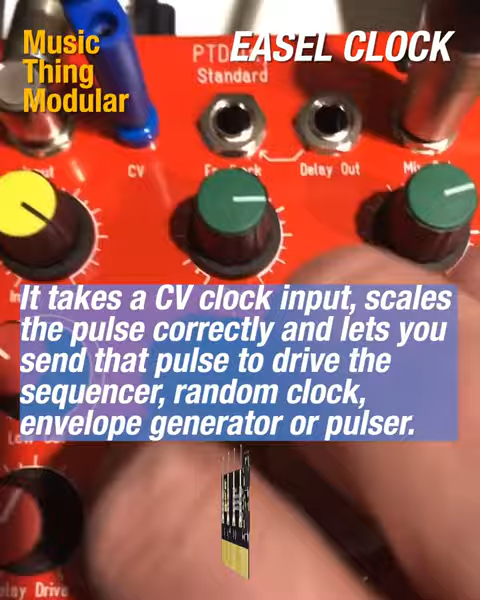 Music
Thing
Modular
EASEL CLOCK
Standard
CV
Delay Out
It takes a CV clock input, scales
the pulse correctly and lets you
send that pulse to drive the
sequencer, random clock,
envelope generator or pulser.